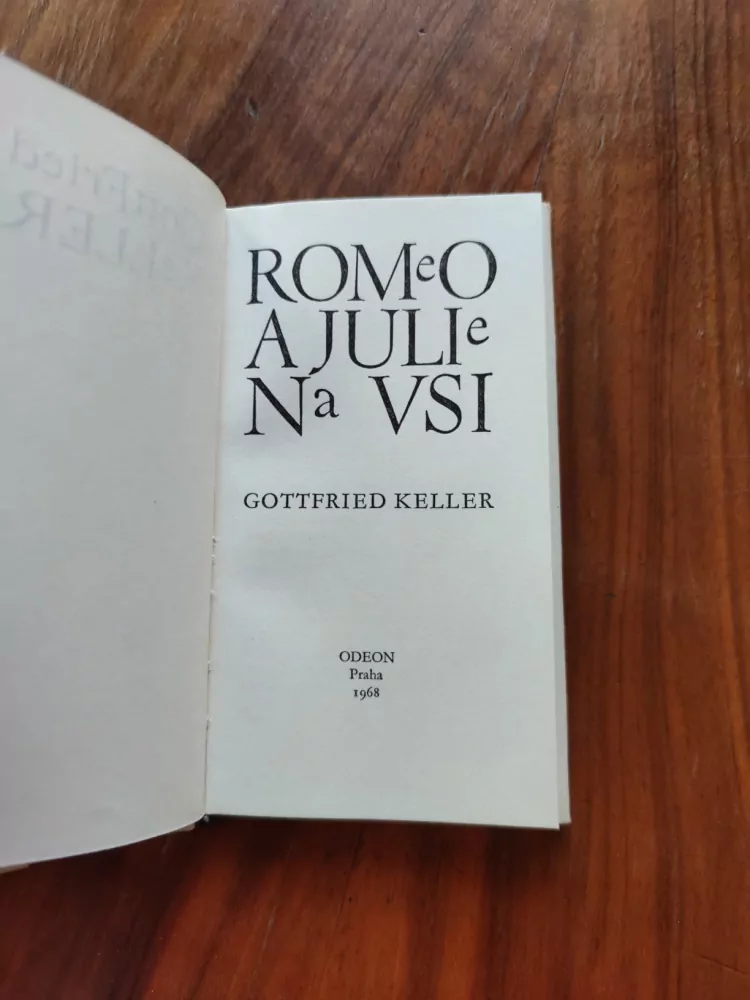 ROMeO
A JULIe
Na VSI
GOTTFRIED KELLER
ODEON
Praha
1968